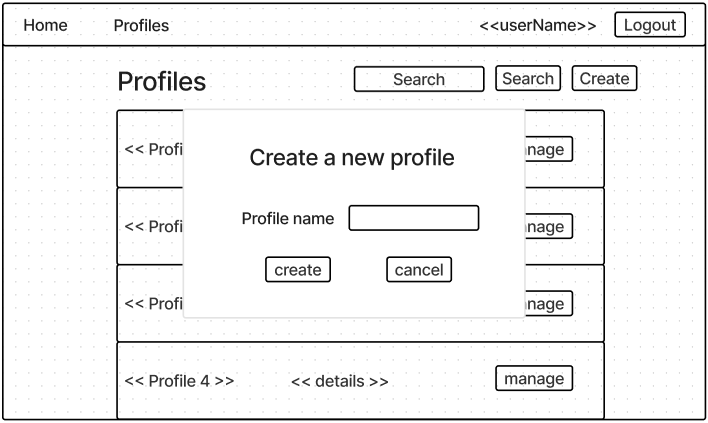 Home Profiles <<userName>> Logout
Profiles Search Search Create
<< Profi nage
Create a new profile
<< Profi Profile name nage
create cancel
<< Profi nage
<< Profile 4 >> << details >> manage